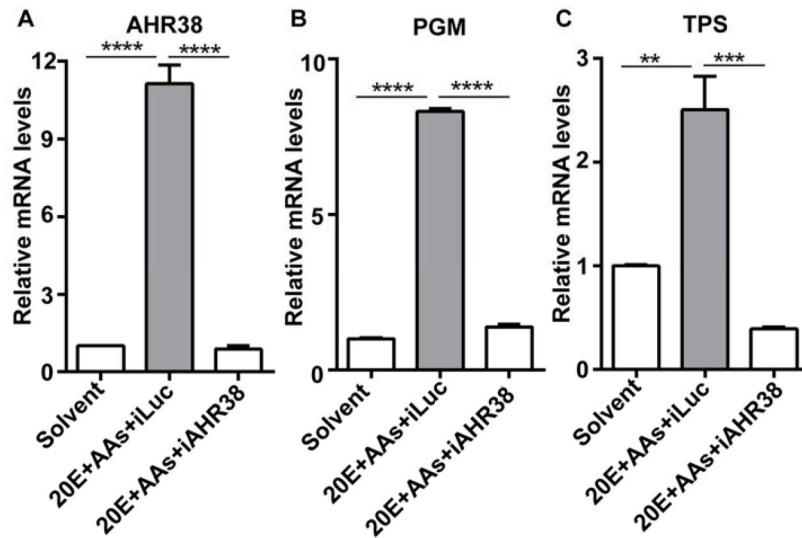 A
AHR38
**** ****
Relative mRNA levels
12
9
6
3
0
Solvent
20E+AAs+iLuc
20E+AAs+iAHR38
B
PGM
**** ****
Relative mRNA levels
10
5
0
Solvent
20E+AAs+iLuc
20E+AAs+iAHR38
C
TPS
** ***
Relative mRNA levels
3
2
1
0
Solvent
20E+AAs+iLuc
20E+AAs+iAHR38